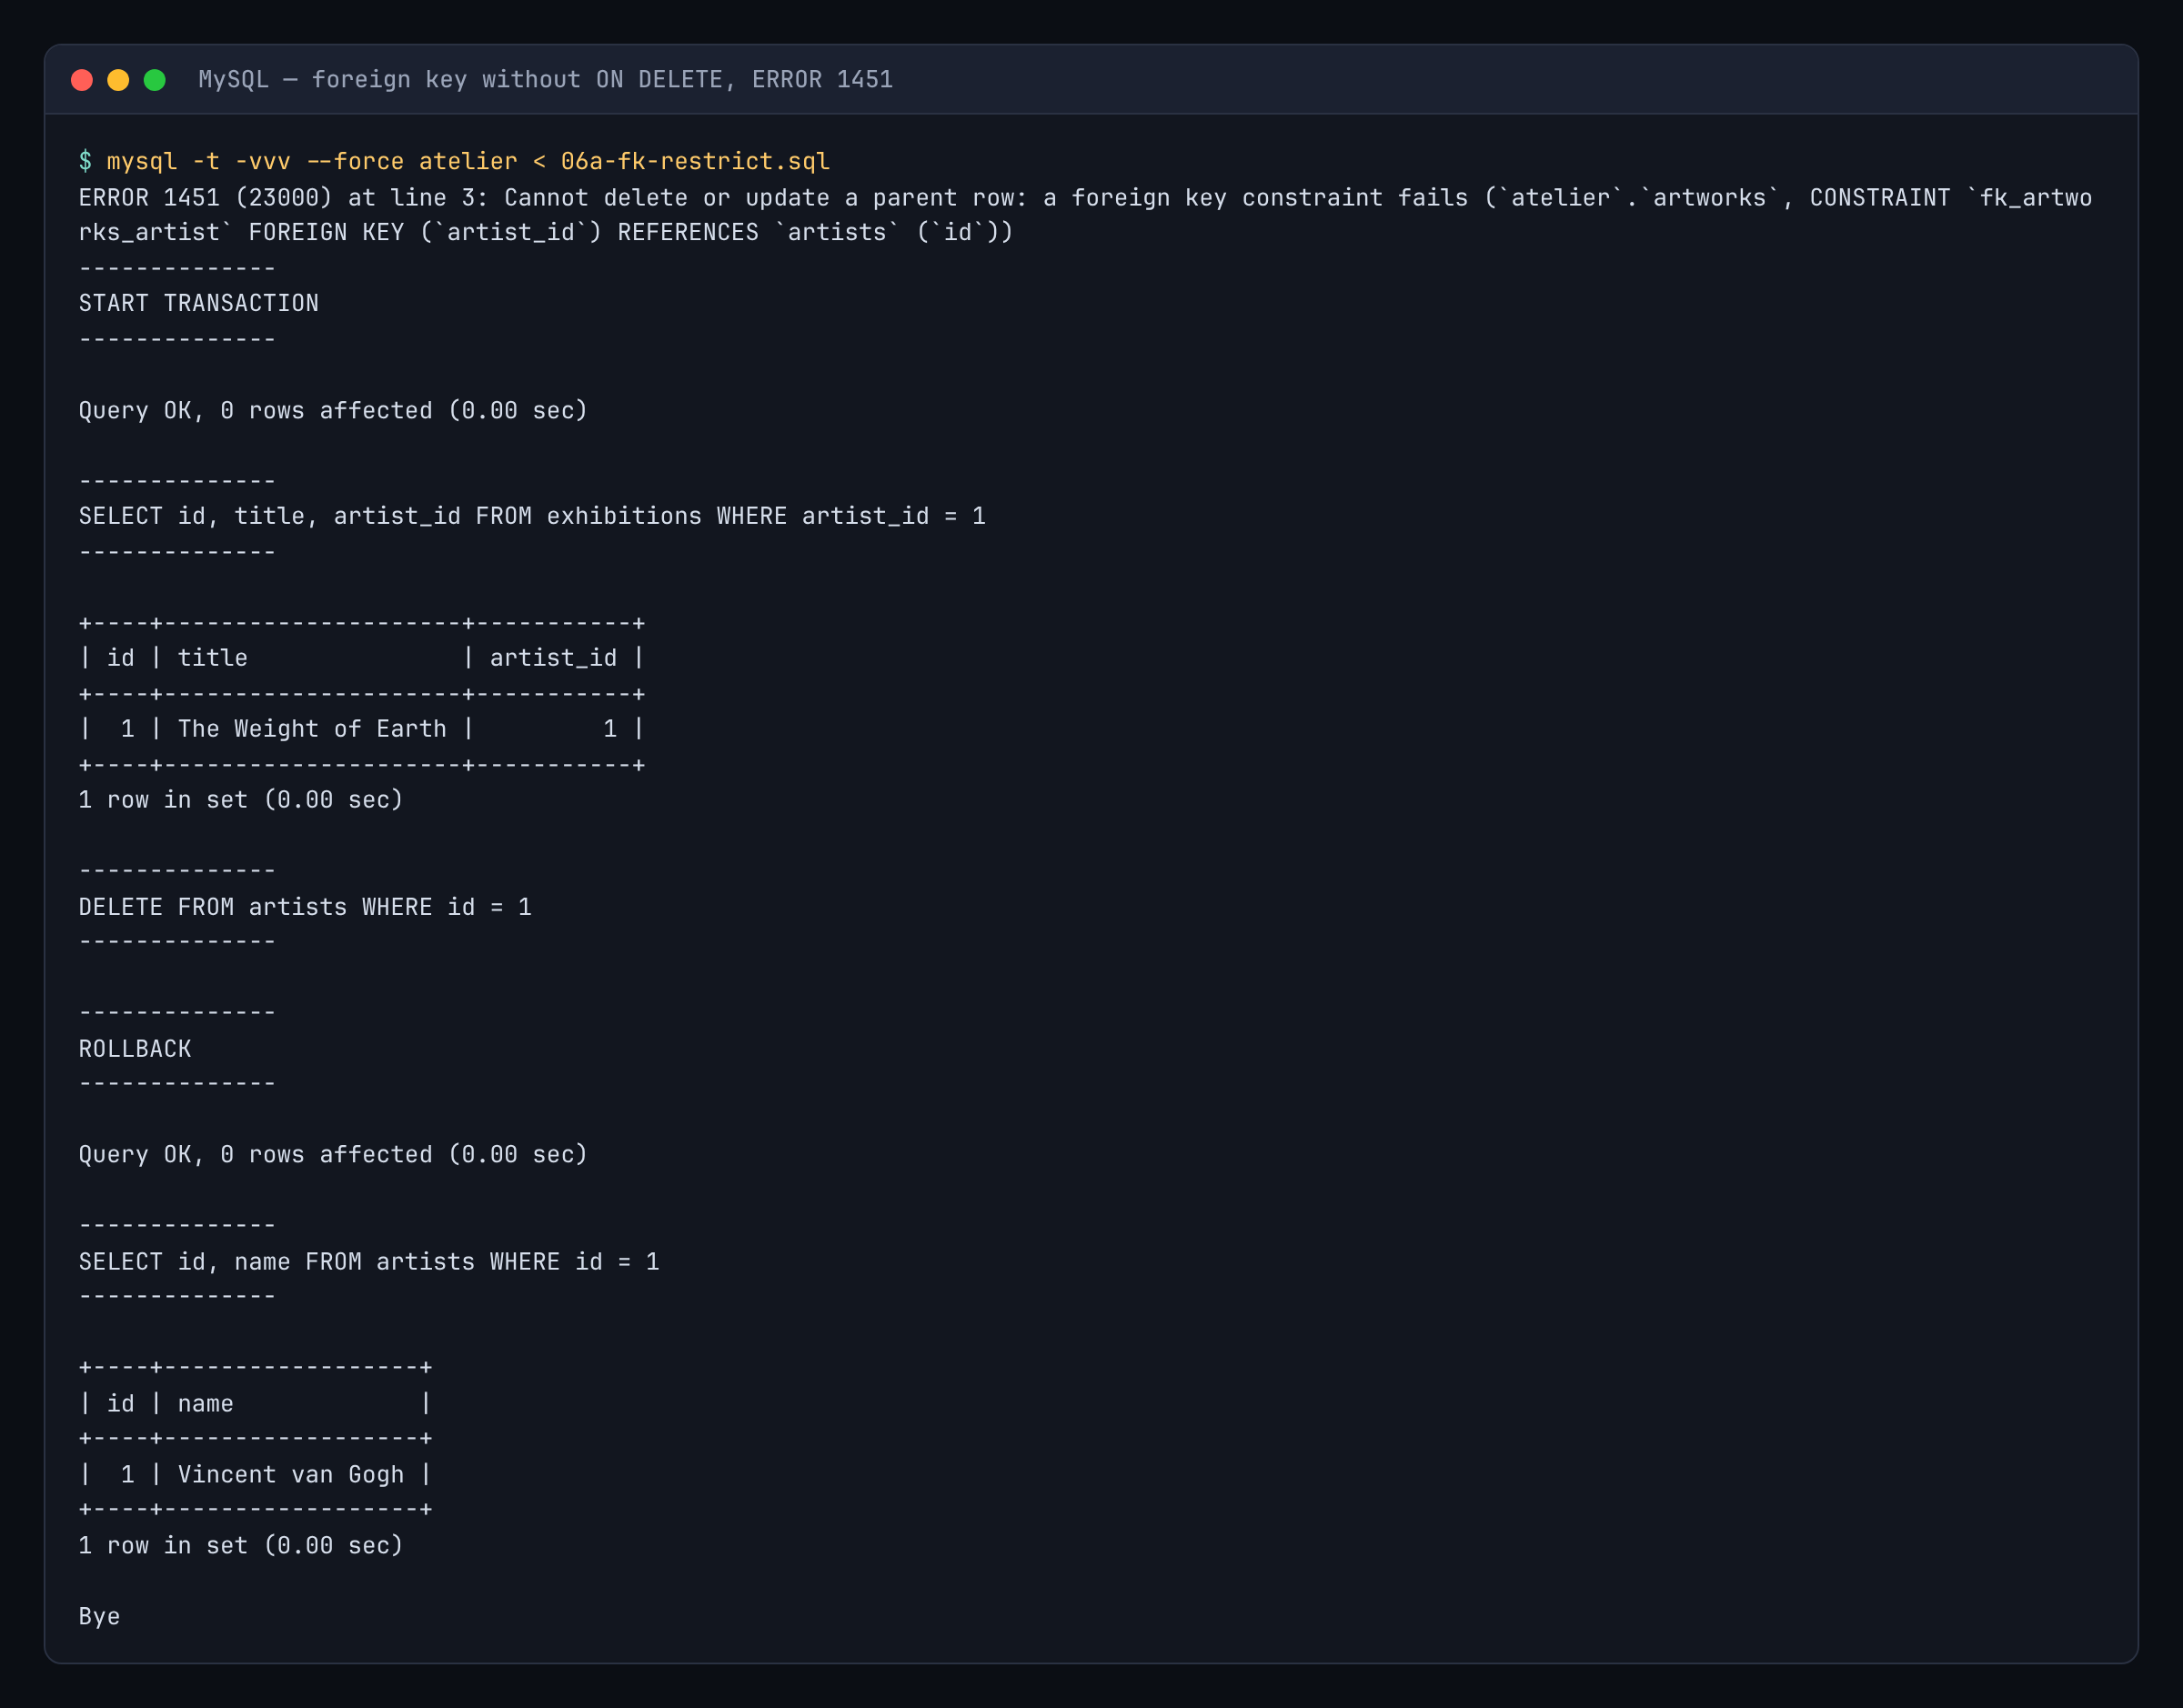 MySQL — foreign key without ON DELETE, ERROR 1451
$ mysql -t -vvv --force atelier < 06a-fk-restrict.sql
ERROR 1451 (23000) at line 3: Cannot delete or update a parent row: a foreign key constraint fails (`atelier`.`artworks`, CONSTRAINT `fk_artwo
rks_artist` FOREIGN KEY (`artist_id`) REFERENCES `artists` (`id`))
--------------
START TRANSACTION
--------------
Query OK, 0 rows affected (0.00 sec)
--------------
SELECT id, title, artist_id FROM exhibitions WHERE artist_id = 1
--------------
+----+---------------------+-----------+
| id | title               | artist_id |
+----+---------------------+-----------+
|  1 | The Weight of Earth |         1 |
+----+---------------------+-----------+
1 row in set (0.00 sec)
--------------
DELETE FROM artists WHERE id = 1
--------------
--------------
ROLLBACK
--------------
Query OK, 0 rows affected (0.00 sec)
--------------
SELECT id, name FROM artists WHERE id = 1
--------------
+----+------------------+
| id | name             |
+----+------------------+
|  1 | Vincent van Gogh |
+----+------------------+
1 row in set (0.00 sec)
Bye